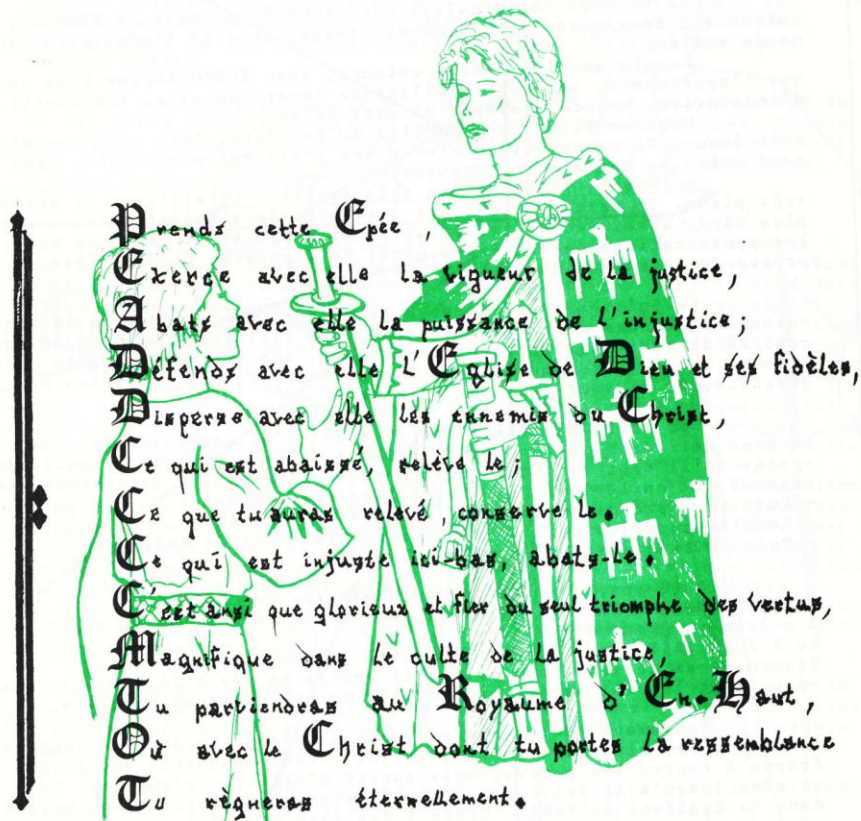 Prends cette Epée,
Exerce avec elle la vigueur de la justice,
Abats avec elle la puissance de l'injustice;
Défends avec elle l'Eglise de Dieu et ses fidèles,
Disperse avec elle les ennemis du Christ,
Ce qui est abaissé, relève le;
Ce que tu auras relevé, conserve le.
Ce qui est injuste ici-bas, abats-le.
C'est ansi que glorieux et fier du seul triomphe des vertus,
Magnifique dans le culte de la justice,
Tu parviendras au Royaume d'En-Haut,
Où avec le Christ dont tu portes la ressemblance
Tu règneras éternellement.